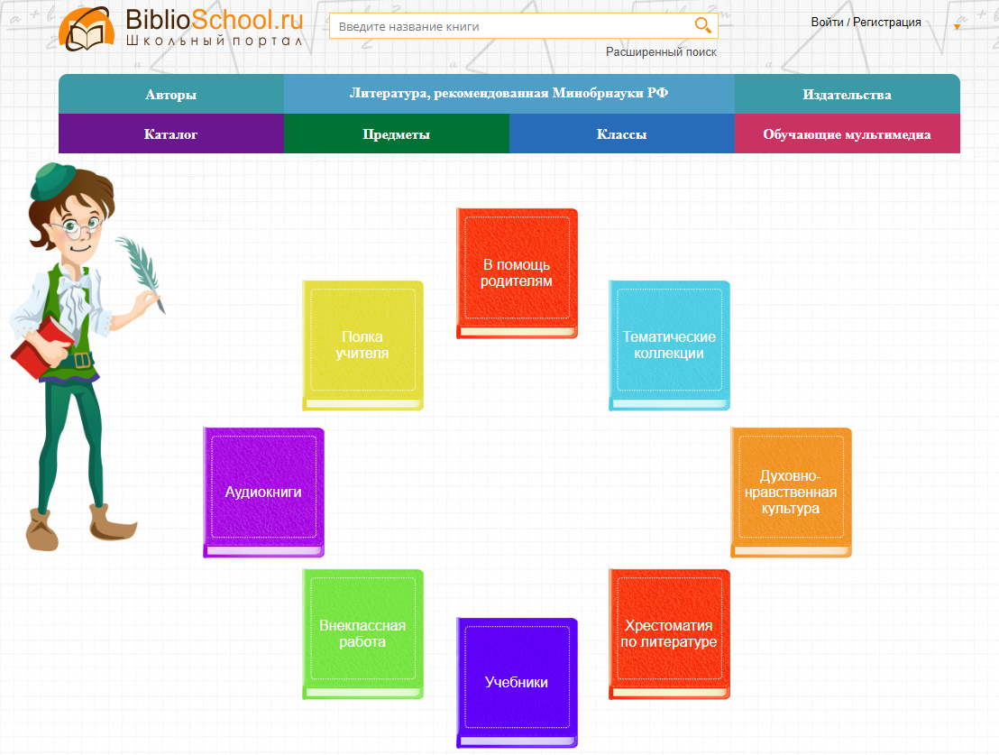 BiblioSchool.ru
Школьный портал
Введите название книги
Войти / Регистрация
Расширенный поиск
Авторы
Литература, рекомендованная Минобрнауки РФ
Издательства
Каталог
Предметы
Классы
Обучающие мультимедиа
В помощь
родителям
Полка
учителя
Тематические
коллекции
Аудиокниги
Духовно-
нравственная
культура
Внеклассная
работа
Хрестоматия
по литературе
Учебники